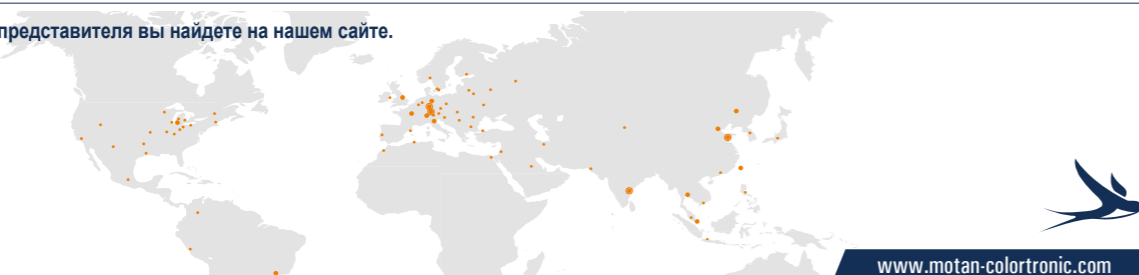 представителя вы найдете на нашем сайте.
www.motan-colortronic.com